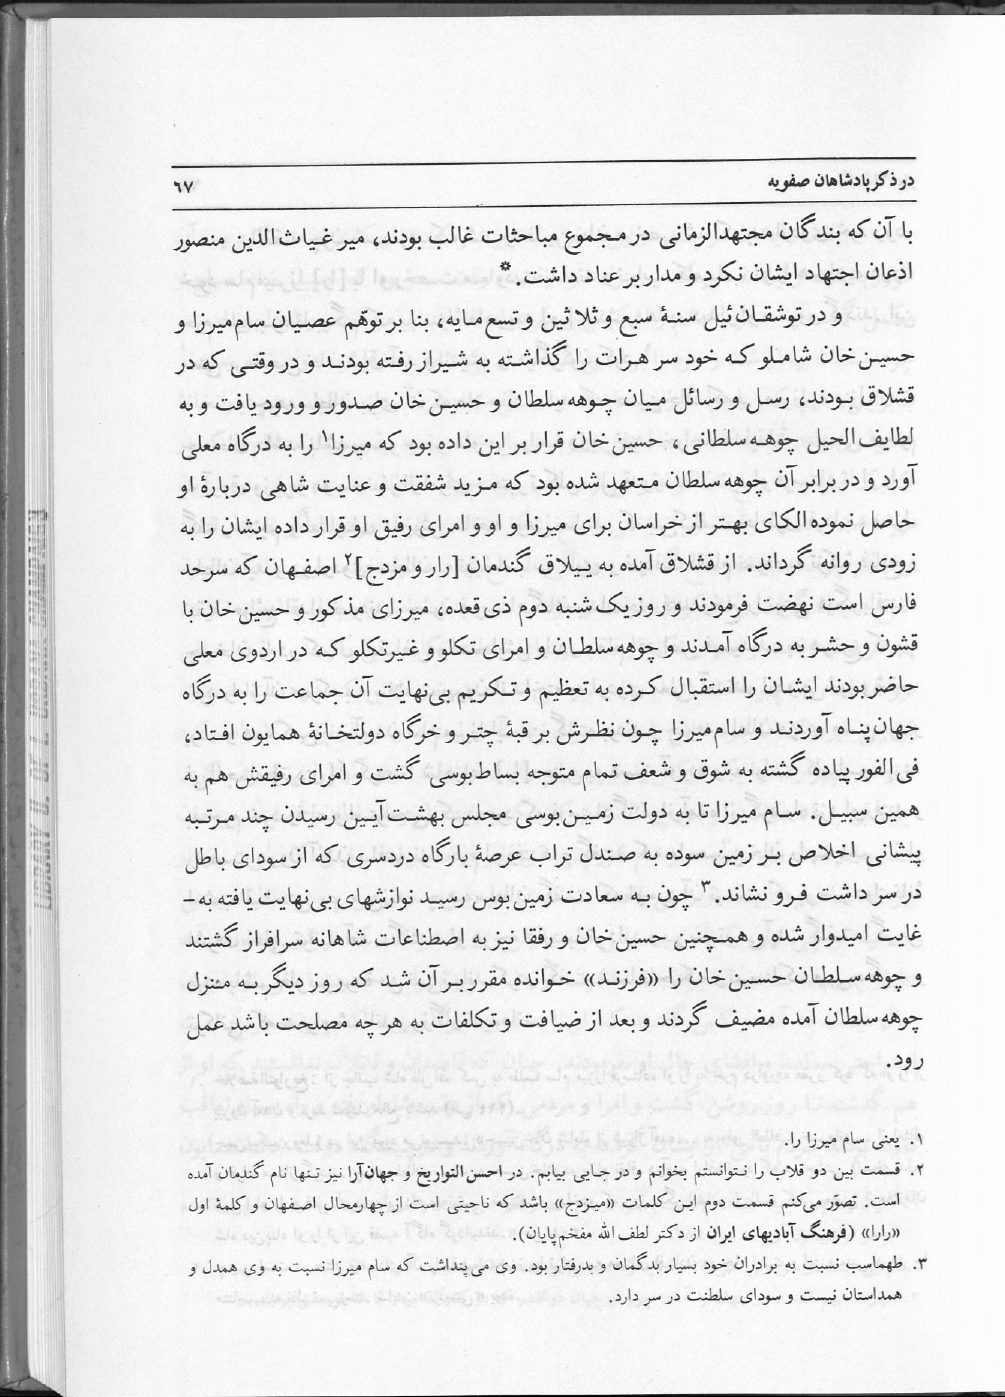 در ذکر پادشاهان صفویه
۶۷
با آن که بندگان مجتهدالزمانی در مجموع مباحثات غالب بودند، میر غیاث‌الدین منصور
اذعان اجتهاد ایشان نکرد و مدار بر عناد داشت.*
و در توشقان‌ئیل سنهٔ سبع و ثلاثین و تسع مایه، بنا بر توهّم عصیان سام‌میرزا و
حسین‌خان شاملو که خود سر هرات را گذاشته به شیراز رفته بودند و در وقتی که در
قشلاق بودند، رسل و رسائل میان چوهه سلطان و حسین‌خان صدور و ورود یافت و به
لطایف‌الحیل چوهه سلطانی، حسین‌خان قرار بر این داده بود که میرزا۱ را به درگاه معلی
آورد و در برابر آن چوهه سلطان متعهد شده بود که مزید شفقت و عنایت شاهی دربارهٔ او
حاصل نموده الکای بهتر از خراسان برای میرزا و او و امرای رفیق او قرار داده ایشان را به
زودی روانه گرداند. از قشلاق آمده به ییلاق گندمان [رار و مزدج]۲ اصفهان که سرحد
فارس است نهضت فرمودند و روز یک شنبه دوم ذی قعده، میرزای مذکور و حسین خان با
قشون و حشر به درگاه آمدند و چوهه سلطان و امرای تکلو و غیرتکلو که در اردوی معلی
حاضر بودند ایشان را استقبال کرده به تعظیم و تکریم بی‌نهایت آن جماعت را به درگاه
جهان‌پناه آوردند و سام‌میرزا چون نظرش بر قبهٔ چتر و خرگاه دولتخانهٔ همایون افتاد،
فی‌الفور پیاده گشته به شوق و شعف تمام متوجه بساط بوسی گشت و امرای رفیقش هم به
همین سبیل. سام میرزا تا به دولت زمین‌بوسی مجلس بهشت‌آیین رسیدن چند مرتبه
پیشانی اخلاص بر زمین سوده به صندل تراب عرصهٔ بارگاه دردسری که از سودای باطل
در سر داشت فرو نشاند.۳ چون به سعادت زمین‌بوس رسید نوازشهای بی‌نهایت یافته به-
غایت امیدوار شده و همچنین حسین‌خان و رفقا نیز به اصطناعات شاهانه سرافراز گشتند
و چوهه سلطان حسین‌خان را «فرزند» خوانده مقرر بر آن شد که روز دیگر به منزل
چوهه سلطان آمده مضیف گردند و بعد از ضیافت و تکلفات به هر چه مصلحت باشد عمل
رود.
۱. یعنی سام میرزا را.
۲. قسمت بین دو قلاب را نتوانستم بخوانم و در جایی بیابم. در احسن‌التواریخ و جهان‌آرا نیز تنها نام گندمان آمده
است. تصوّر می‌کنم قسمت دوم این کلمات «میزدج» باشد که ناحیتی است از چهارمحال اصفهان و کلمهٔ اول
«رارا» (فرهنگ آبادیهای ایران از دکتر لطف الله مفخم‌پایان).
۳. طهماسب نسبت به برادران خود بسیار بدگمان و بدرفتار بود. وی می‌پنداشت که سام میرزا نسبت به وی همدل و
همداستان نیست و سودای سلطنت در سر دارد.